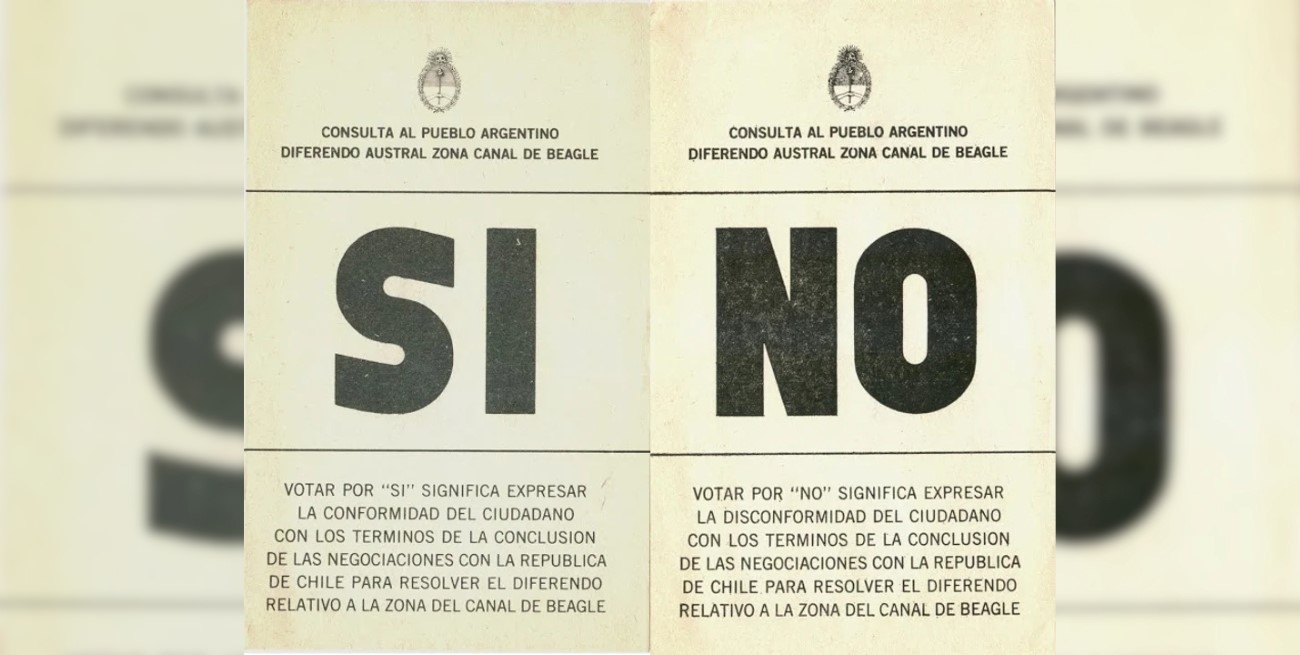 CONSULTA AL PUEBLO ARGENTINO
DIFERENDO AUSTRAL ZONA CANAL DE BEAGLE
SI
VOTAR POR “SI” SIGNIFICA EXPRESAR
LA CONFORMIDAD DEL CIUDADANO
CON LOS TERMINOS DE LA CONCLUSION
DE LAS NEGOCIACIONES CON LA REPUBLICA
DE CHILE PARA RESOLVER EL DIFERENDO
RELATIVO A LA ZONA DEL CANAL DE BEAGLE
CONSULTA AL PUEBLO ARGENTINO
DIFERENDO AUSTRAL ZONA CANAL DE BEAGLE
NO
VOTAR POR “NO” SIGNIFICA EXPRESAR
LA DISCONFORMIDAD DEL CIUDADANO
CON LOS TERMINOS DE LA CONCLUSION
DE LAS NEGOCIACIONES CON LA REPUBLICA
DE CHILE PARA RESOLVER EL DIFERENDO
RELATIVO A LA ZONA DEL CANAL DE BEAGLE